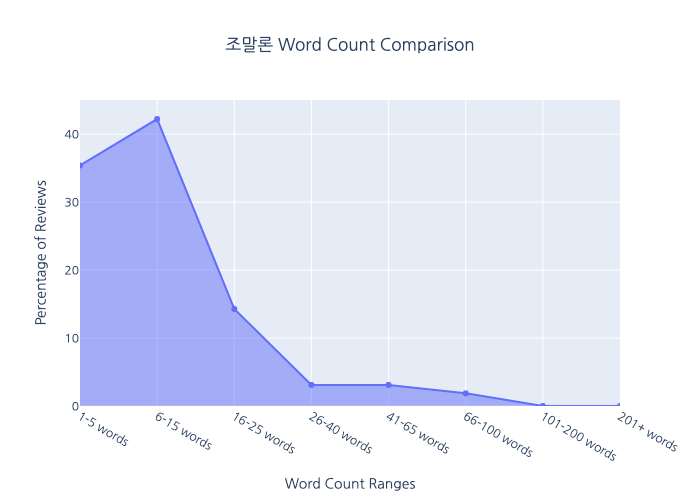 조말론 Word Count Comparison
Percentage of Reviews
40
30
20
10
0
1-5 words
6-15 words
16-25 words
26-40 words
41-65 words
66-100 words
101-200 words
201+ words
Word Count Ranges